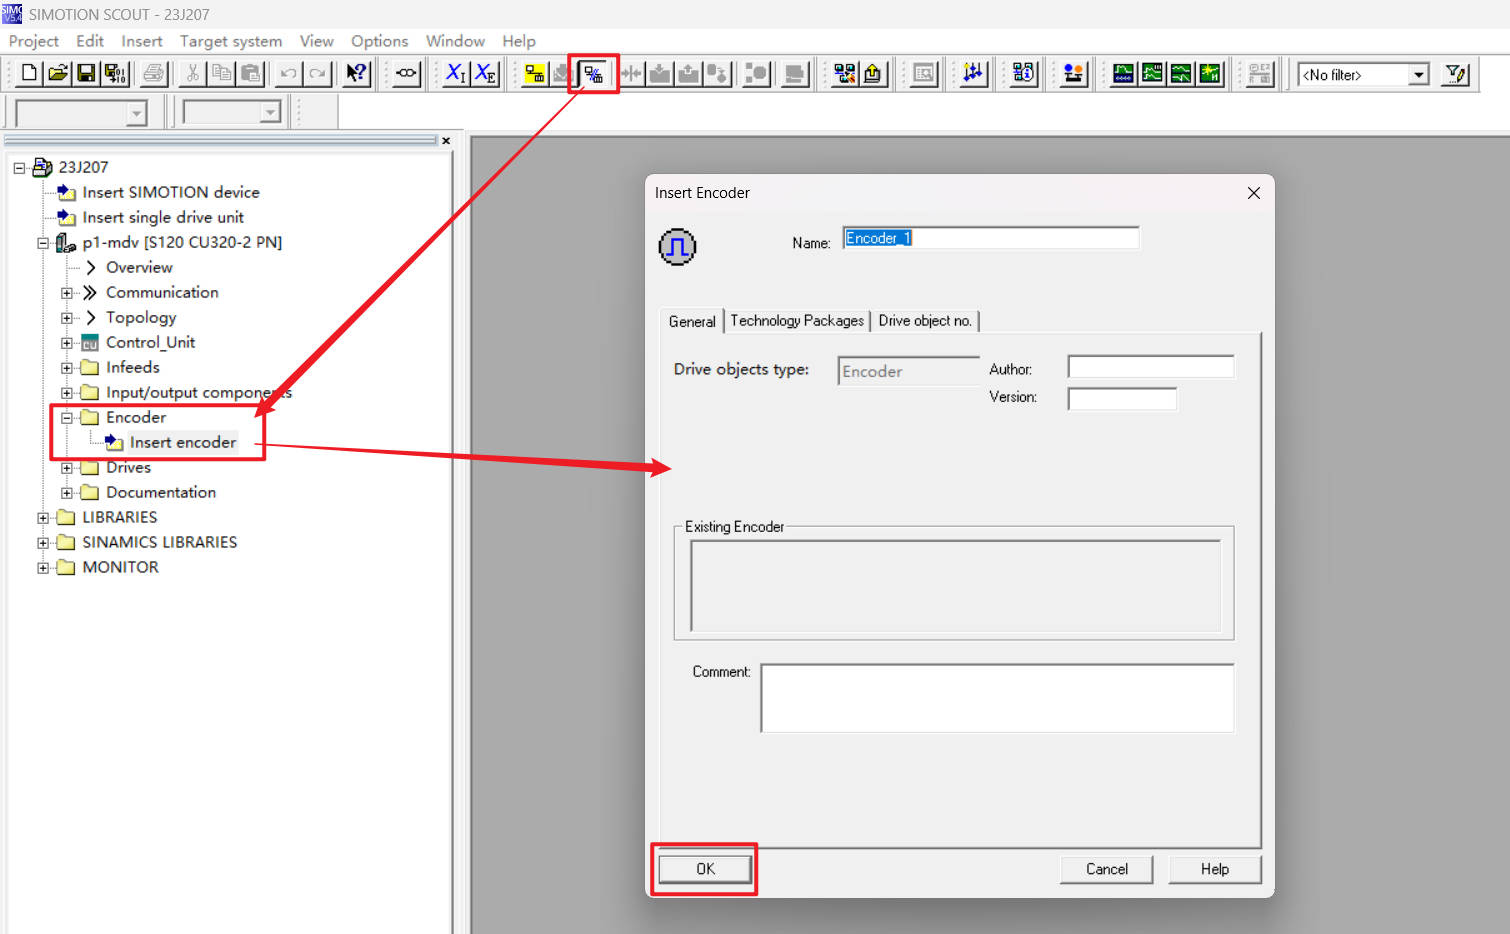 SIMOTION SCOUT - 23J207
Project Edit Insert Target system View Options Window Help
<No filter>
23J207
Insert SIMOTION device
Insert single drive unit
p1-mdv [S120 CU320-2 PN]
Overview
Communication
Topology
Control_Unit
Infeeds
Input/output components
Encoder
Insert encoder
Drives
Documentation
LIBRARIES
SINAMICS LIBRARIES
MONITOR
Insert Encoder
Name: Encoder_1
General Technology Packages Drive object no.
Drive objects type: Encoder Author:
Version:
Existing Encoder
Comment:
OK Cancel Help